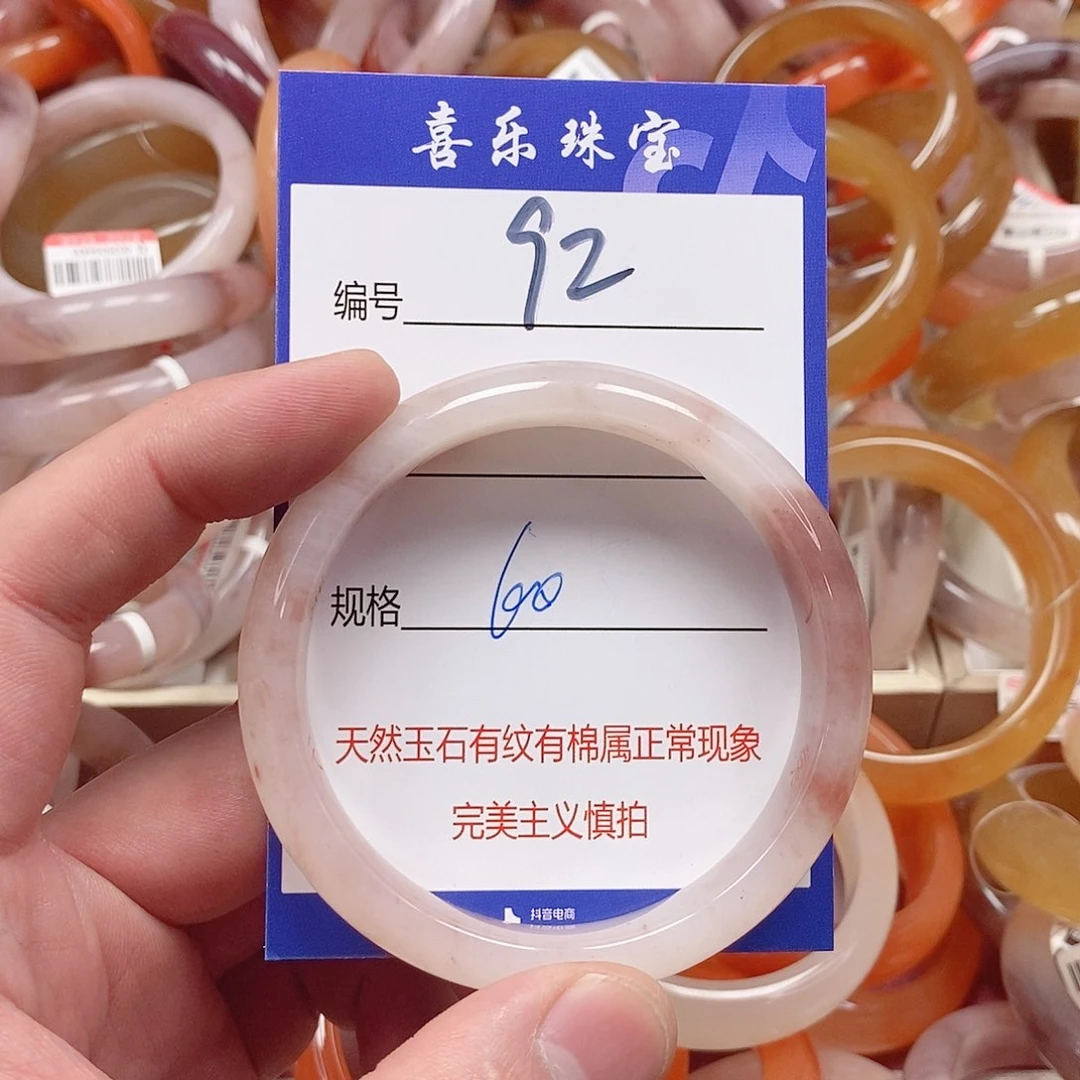 喜乐珠宝
编号 92
规格 60
天然玉石有纹有棉属正常现象
完美主义慎拍
抖音电商